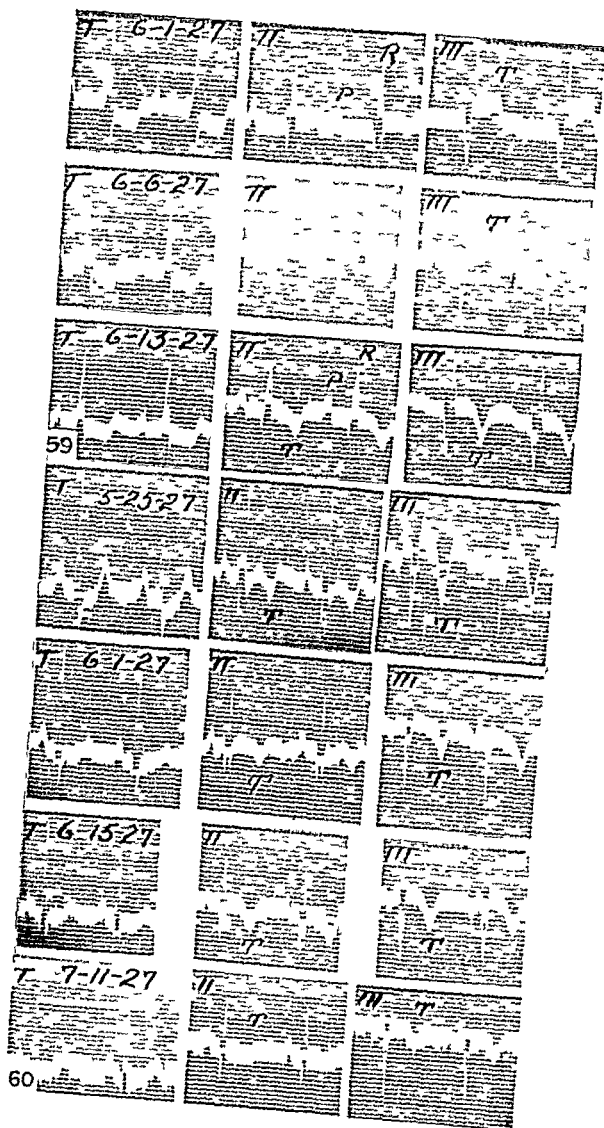 I 6-1-27 II P R III T
I 6-6-27 II III T
I 6-13-27 II P R T III T
59
I 5-25-27 II T III T
I 6-1-27 II T III T
I 6-15-27 II T III T
I 7-11-27 II T III T
60